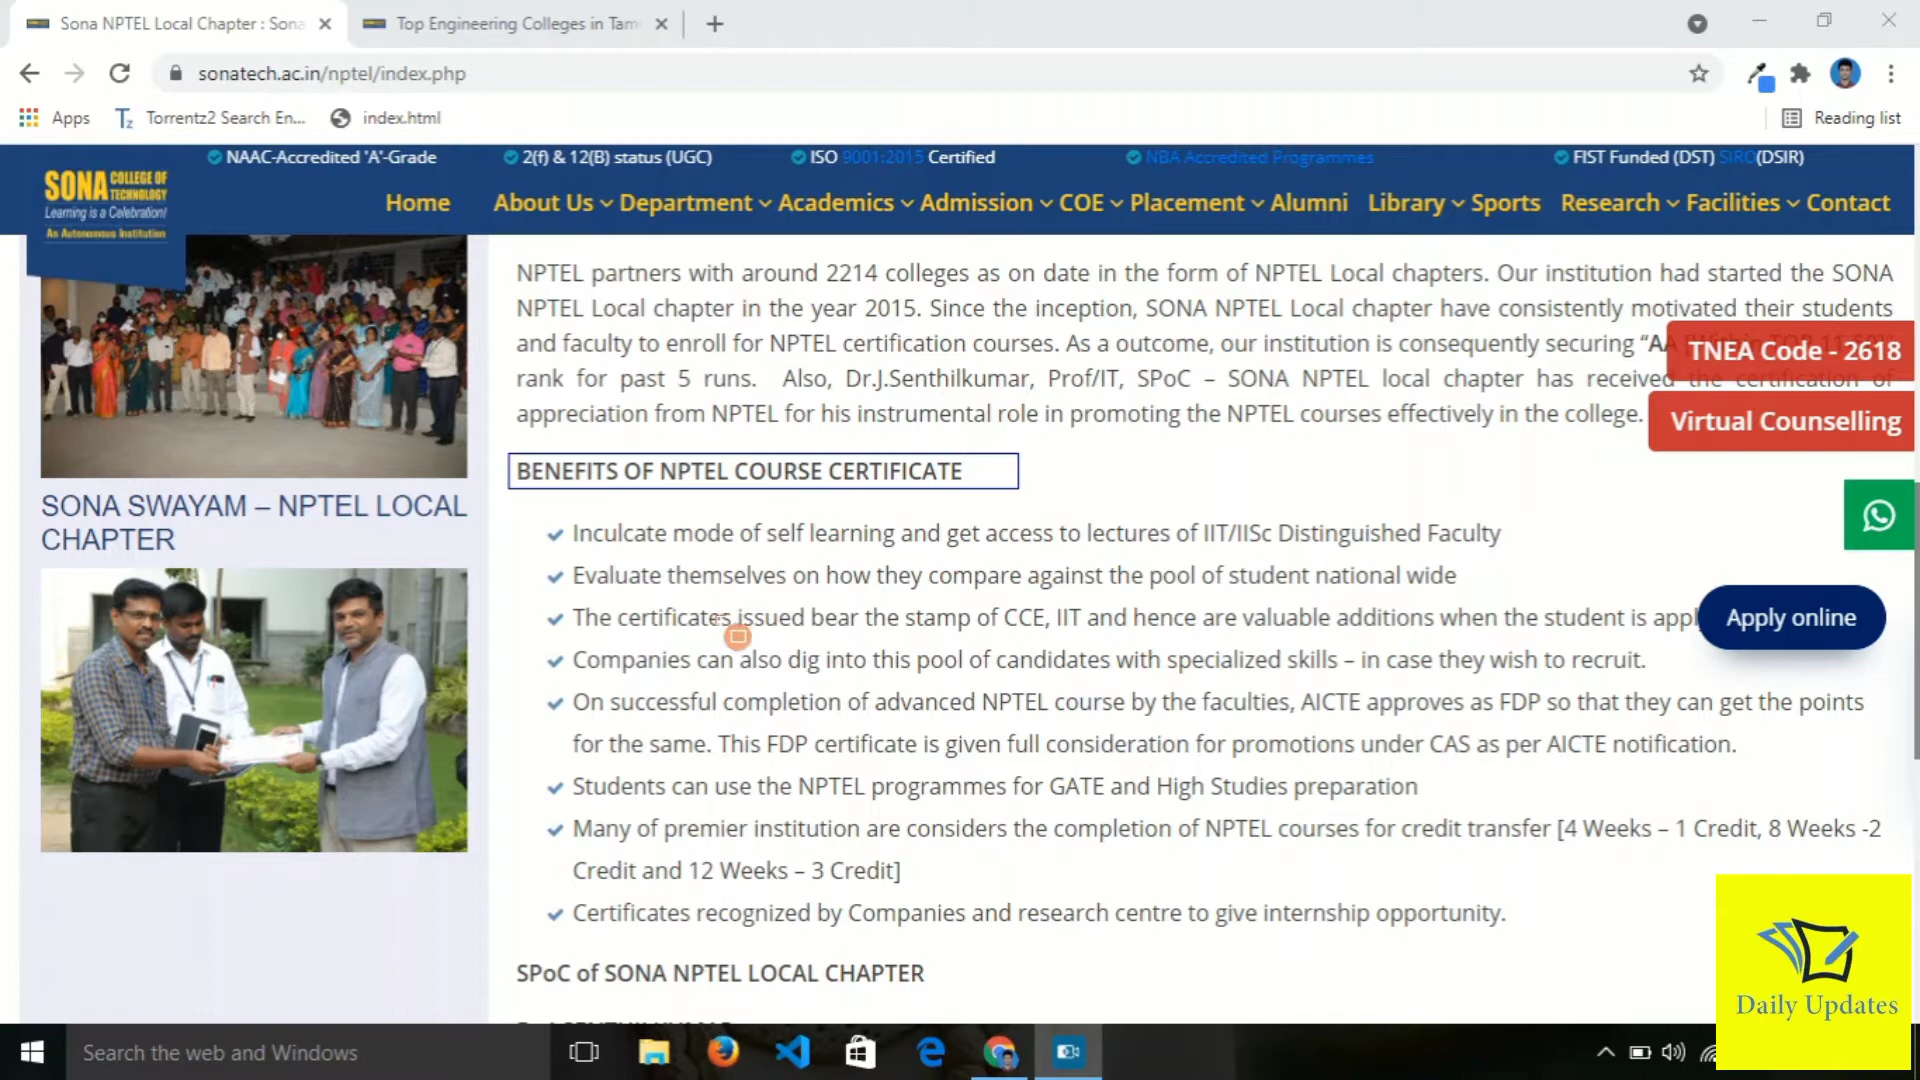 Sona NPTEL Local Chapter : Sona
Top Engineering Colleges in Tam
sonatech.ac.in/nptel/index.php
Apps
Tz Torrentz2 Search En...
index.html
Reading list
NAAC-Accredited 'A'-Grade
2(f) & 12(B) status (UGC)
ISO 9001:2015 Certified
NBA Accredited Programmes
FIST Funded (DST) SIRO(DSIR)
SONA COLLEGE OF TECHNOLOGY
Learning is a Celebration!
An Autonomous Institution
Home About Us Department Academics Admission COE Placement Alumni Library Sports Research Facilities Contact
NPTEL partners with around 2214 colleges as on date in the form of NPTEL Local chapters. Our institution had started the SONA
NPTEL Local chapter in the year 2015. Since the inception, SONA NPTEL Local chapter have consistently motivated their students
and faculty to enroll for NPTEL certification courses. As a outcome, our institution is consequently securing “AA
rank for past 5 runs. Also, Dr.J.Senthilkumar, Prof/IT, SPoC – SONA NPTEL local chapter has received the certification of
appreciation from NPTEL for his instrumental role in promoting the NPTEL courses effectively in the college.
TNEA Code - 2618
Virtual Counselling
BENEFITS OF NPTEL COURSE CERTIFICATE
SONA SWAYAM – NPTEL LOCAL
CHAPTER
Inculcate mode of self learning and get access to lectures of IIT/IISc Distinguished Faculty
Evaluate themselves on how they compare against the pool of student national wide
The certificates issued bear the stamp of CCE, IIT and hence are valuable additions when the student is appl
Apply online
Companies can also dig into this pool of candidates with specialized skills – in case they wish to recruit.
On successful completion of advanced NPTEL course by the faculties, AICTE approves as FDP so that they can get the points
for the same. This FDP certificate is given full consideration for promotions under CAS as per AICTE notification.
Students can use the NPTEL programmes for GATE and High Studies preparation
Many of premier institution are considers the completion of NPTEL courses for credit transfer [4 Weeks – 1 Credit, 8 Weeks -2
Credit and 12 Weeks – 3 Credit]
Certificates recognized by Companies and research centre to give internship opportunity.
SPoC of SONA NPTEL LOCAL CHAPTER
Daily Updates
Search the web and Windows